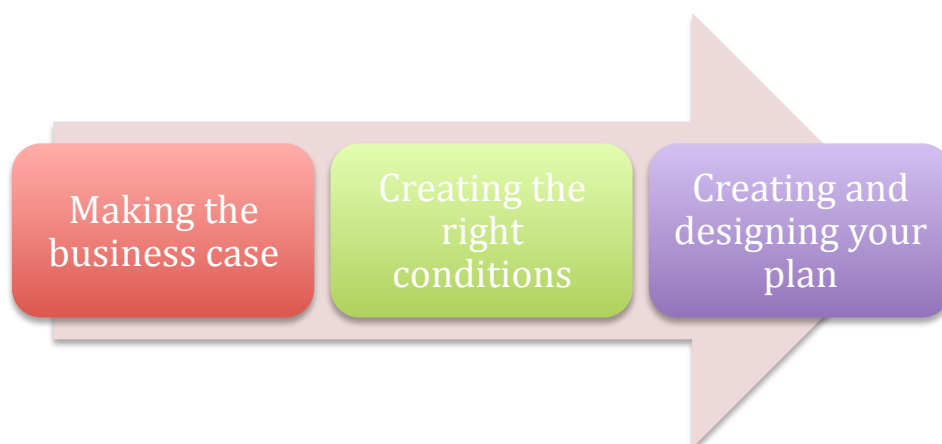 Making the
business case
Creating the
right
conditions
Creating and
designing your
plan